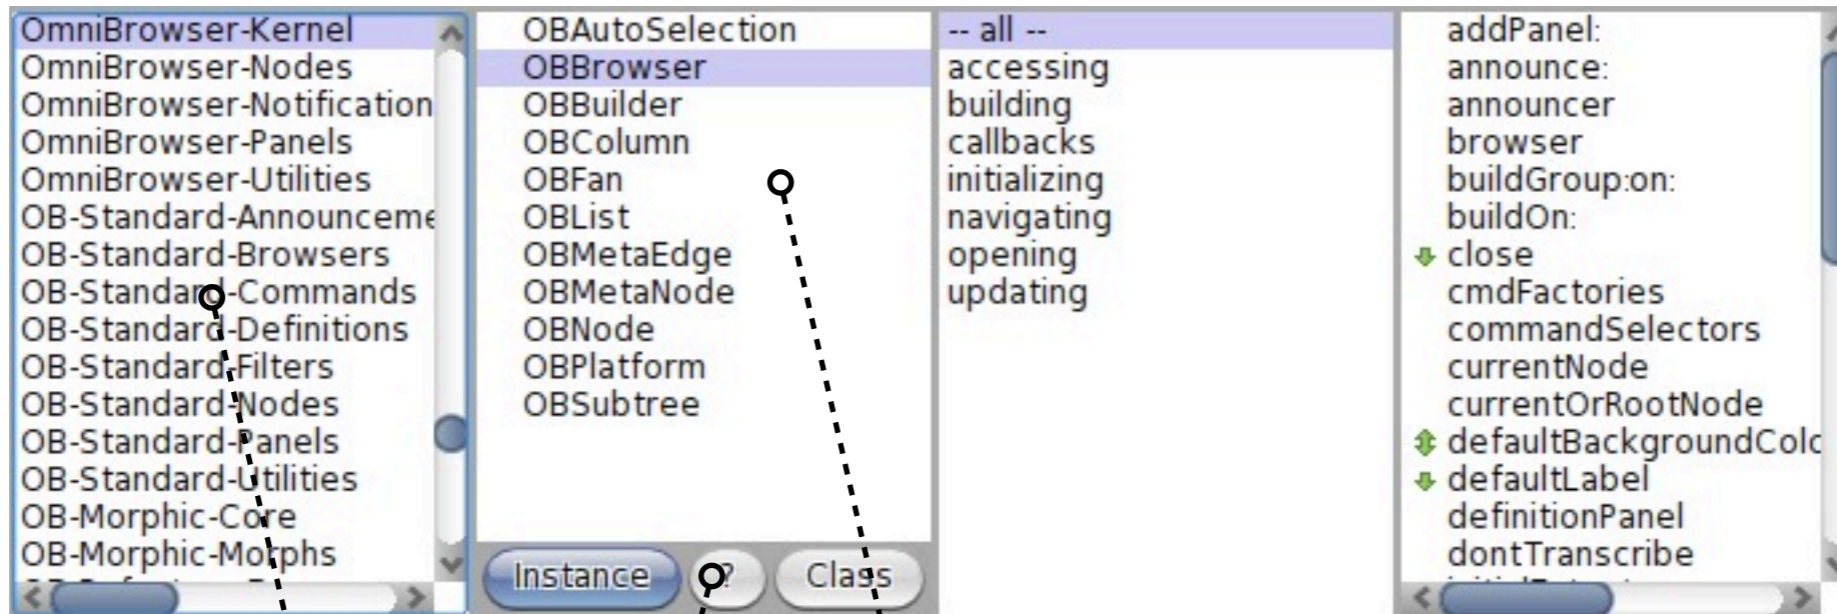 OmniBrowser-Kernel
OmniBrowser-Nodes
OmniBrowser-Notification
OmniBrowser-Panels
OmniBrowser-Utilities
OB-Standard-Announceme
OB-Standard-Browsers
OB-Standard-Commands
OB-Standard-Definitions
OB-Standard-Filters
OB-Standard-Nodes
OB-Standard-Panels
OB-Standard-Utilities
OB-Morphic-Core
OB-Morphic-Morphs
OBAutoSelection
OBBrowser
OBBuilder
OBColumn
OBFan
OBList
OBMetaEdge
OBMetaNode
OBNode
OBPlatform
OBSubtree
Instance ? Class
-- all --
accessing
building
callbacks
initializing
navigating
opening
updating
addPanel:
announce:
announcer
browser
buildGroup:on:
buildOn:
close
cmdFactories
commandSelectors
currentNode
currentOrRootNode
defaultBackgroundColo
defaultLabel
definitionPanel
dontTranscribe